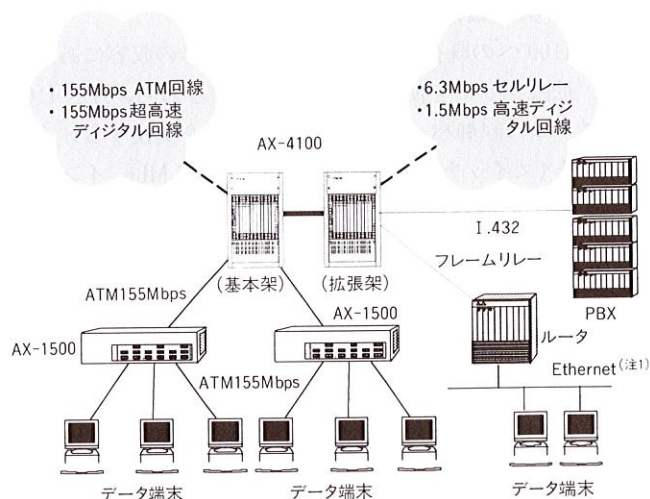 ・155Mbps ATM回線
・155Mbps超高速
ディジタル回線
・6.3Mbps セルリレー
・1.5Mbps 高速ディジ
タル回線
AX-4100
(基本架)
(拡張架)
I.432
フレームリレー
PBX
ATM155Mbps
AX-1500
AX-1500
ルータ
ATM155Mbps
Ethernet(注1)
データ端末
データ端末
データ端末